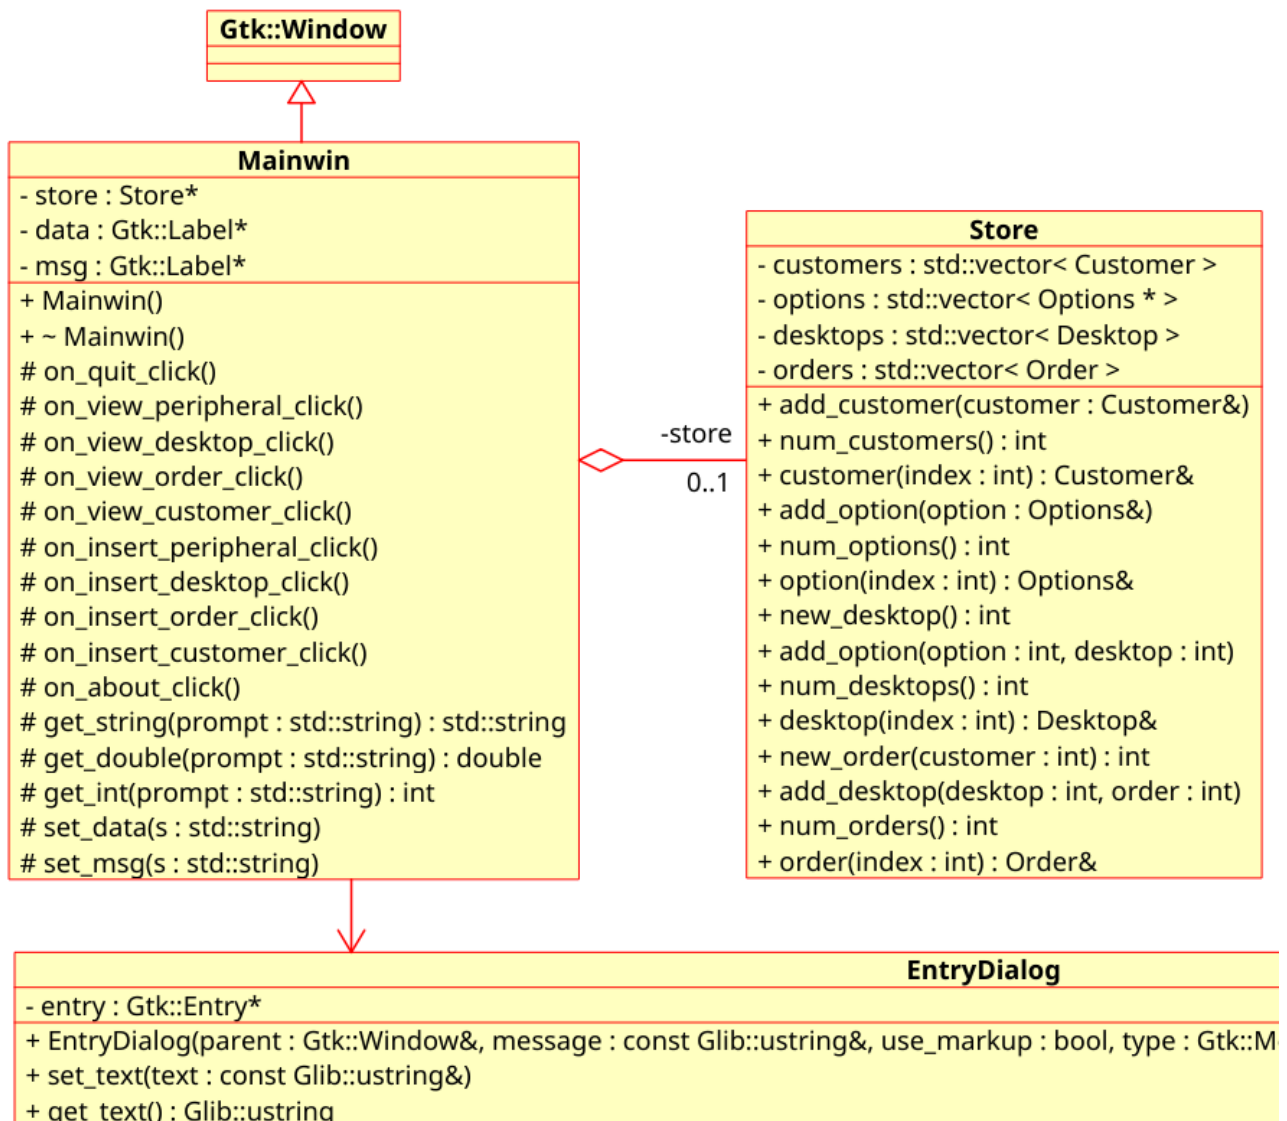 Gtk::Window
Mainwin
- store : Store*
- data : Gtk::Label*
- msg : Gtk::Label*
+ Mainwin()
+ ~ Mainwin()
# on_quit_click()
# on_view_peripheral_click()
# on_view_desktop_click()
# on_view_order_click()
# on_view_customer_click()
# on_insert_peripheral_click()
# on_insert_desktop_click()
# on_insert_order_click()
# on_insert_customer_click()
# on_about_click()
# get_string(prompt : std::string) : std::string
# get_double(prompt : std::string) : double
# get_int(prompt : std::string) : int
# set_data(s : std::string)
# set_msg(s : std::string)
-store
0..1
Store
- customers : std::vector< Customer >
- options : std::vector< Options * >
- desktops : std::vector< Desktop >
- orders : std::vector< Order >
+ add_customer(customer : Customer&)
+ num_customers() : int
+ customer(index : int) : Customer&
+ add_option(option : Options&)
+ num_options() : int
+ option(index : int) : Options&
+ new_desktop() : int
+ add_option(option : int, desktop : int)
+ num_desktops() : int
+ desktop(index : int) : Desktop&
+ new_order(customer : int) : int
+ add_desktop(desktop : int, order : int)
+ num_orders() : int
+ order(index : int) : Order&
EntryDialog
- entry : Gtk::Entry*
+ EntryDialog(parent : Gtk::Window&, message : const Glib::ustring&, use_markup : bool, type : Gtk::M
+ set_text(text : const Glib::ustring&)
+ get_text() : Glib::ustring